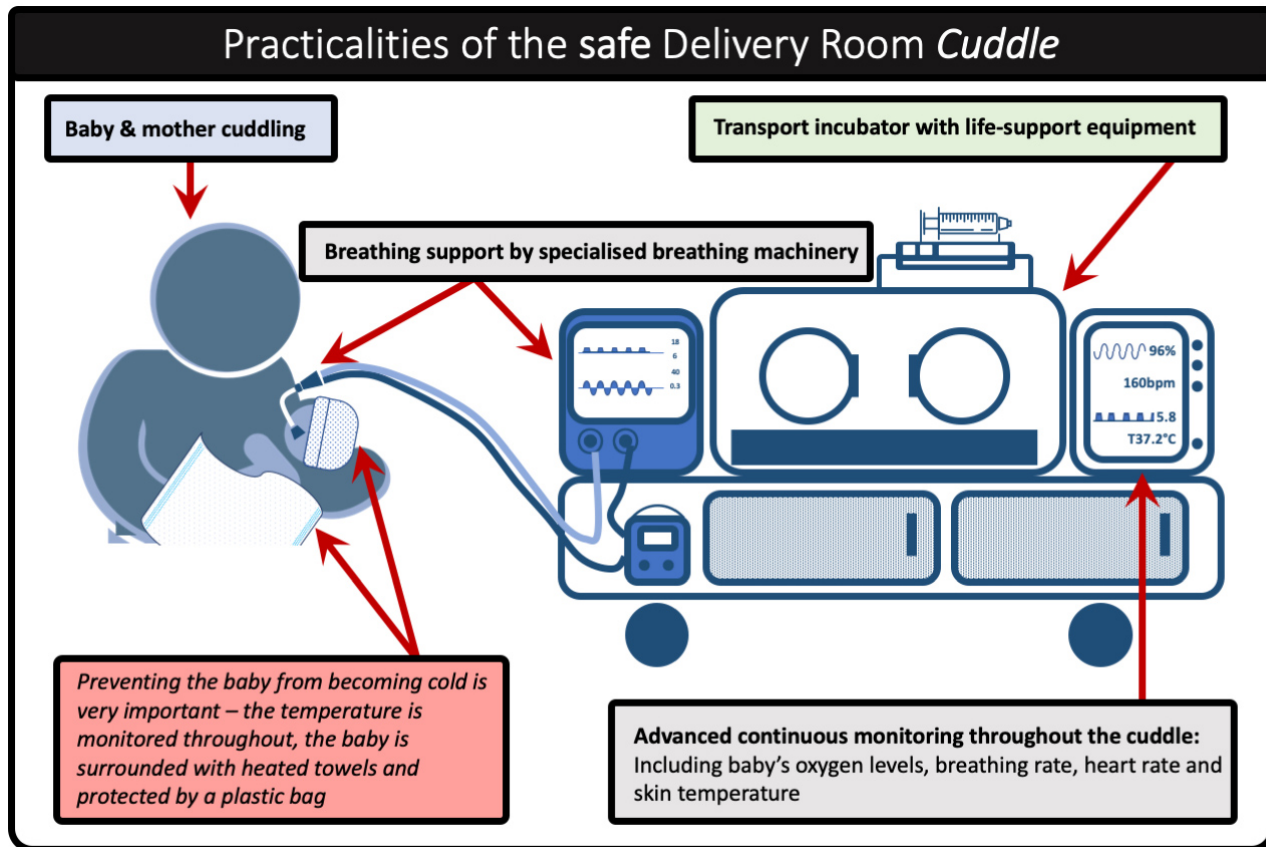 Practicalities of the safe Delivery Room Cuddle
Baby & mother cuddling
Transport incubator with life-support equipment
Breathing support by specialised breathing machinery
18
6
40
0.3
96%
160bpm
5.8
T37.2°C
Preventing the baby from becoming cold is
very important – the temperature is
monitored throughout, the baby is
surrounded with heated towels and
protected by a plastic bag
Advanced continuous monitoring throughout the cuddle:
Including baby's oxygen levels, breathing rate, heart rate and
skin temperature